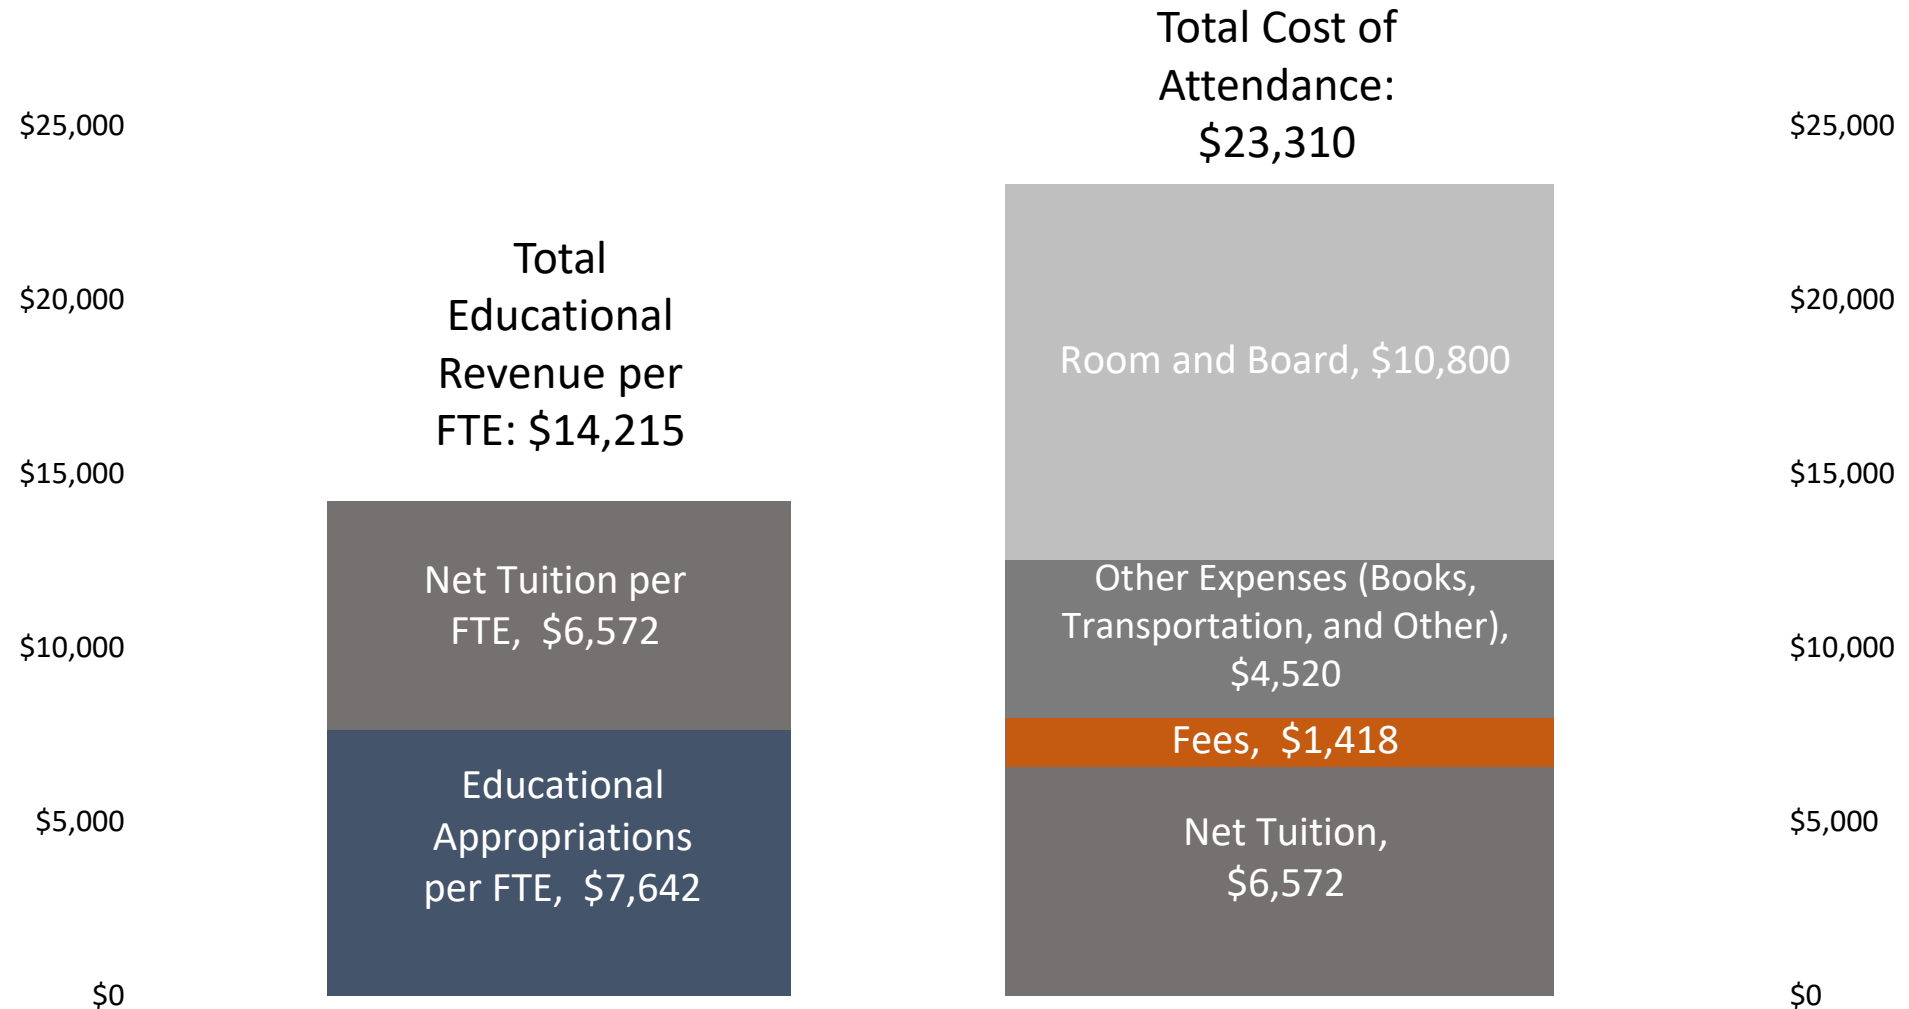 $25,000
$20,000
$15,000
$10,000
$5,000
$0
Total
Educational
Revenue per
FTE: $14,215
Net Tuition per
FTE,  $6,572
Educational
Appropriations
per FTE,  $7,642
Total Cost of
Attendance:
$23,310
Room and Board, $10,800
Other Expenses (Books,
Transportation, and Other),
$4,520
Fees,  $1,418
Net Tuition,
$6,572
$25,000
$20,000
$15,000
$10,000
$5,000
$0